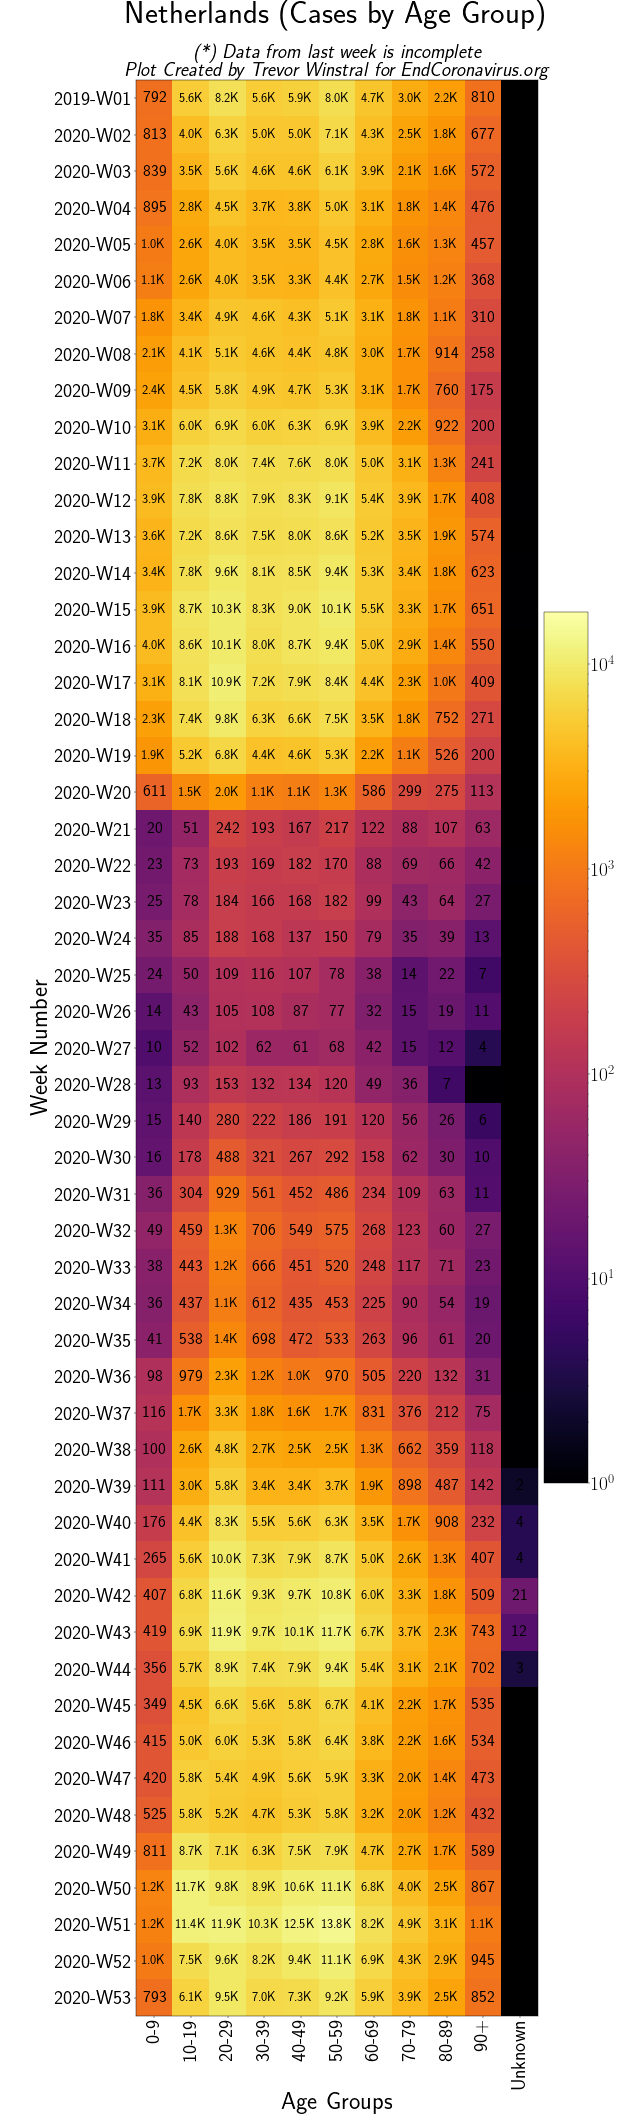 Netherlands (Cases by Age Group)
(*) Data from last week is incomplete
Plot Created by Trevor Winstral for EndCoronavirus.org
2019-W01 792 5.6K 8.2K 5.6K 5.9K 8.0K 4.7K 3.0K 2.2K 810
2020-W02 813 4.0K 6.3K 5.0K 5.0K 7.1K 4.3K 2.5K 1.8K 677
2020-W03 839 3.5K 5.6K 4.6K 4.6K 6.1K 3.9K 2.1K 1.6K 572
2020-W04 895 2.8K 4.5K 3.7K 3.8K 5.0K 3.1K 1.8K 1.4K 476
2020-W05 1.0K 2.6K 4.0K 3.5K 3.5K 4.5K 2.8K 1.6K 1.3K 457
2020-W06 1.1K 2.6K 4.0K 3.5K 3.3K 4.4K 2.7K 1.5K 1.2K 368
2020-W07 1.8K 3.4K 4.9K 4.6K 4.3K 5.1K 3.1K 1.8K 1.1K 310
2020-W08 2.1K 4.1K 5.1K 4.6K 4.4K 4.8K 3.0K 1.7K 914 258
2020-W09 2.4K 4.5K 5.8K 4.9K 4.7K 5.3K 3.1K 1.7K 760 175
2020-W10 3.1K 6.0K 6.9K 6.0K 6.3K 6.9K 3.9K 2.2K 922 200
2020-W11 3.7K 7.2K 8.0K 7.4K 7.6K 8.0K 5.0K 3.1K 1.3K 241
2020-W12 3.9K 7.8K 8.8K 7.9K 8.3K 9.1K 5.4K 3.9K 1.7K 408
2020-W13 3.6K 7.2K 8.6K 7.5K 8.0K 8.6K 5.2K 3.5K 1.9K 574
2020-W14 3.4K 7.8K 9.6K 8.1K 8.5K 9.4K 5.3K 3.4K 1.8K 623
2020-W15 3.9K 8.7K 10.3K 8.3K 9.0K 10.1K 5.5K 3.3K 1.7K 651
2020-W16 4.0K 8.6K 10.1K 8.0K 8.7K 9.4K 5.0K 2.9K 1.4K 550
2020-W17 3.1K 8.1K 10.9K 7.2K 7.9K 8.4K 4.4K 2.3K 1.0K 409
2020-W18 2.3K 7.4K 9.8K 6.3K 6.6K 7.5K 3.5K 1.8K 752 271
2020-W19 1.9K 5.2K 6.8K 4.4K 4.6K 5.3K 2.2K 1.1K 526 200
2020-W20 611 1.5K 2.0K 1.1K 1.1K 1.3K 586 299 275 113
2020-W21 20 51 242 193 167 217 122 88 107 63
2020-W22 23 73 193 169 182 170 88 69 66 42
2020-W23 25 78 184 166 168 182 99 43 64 27
2020-W24 35 85 188 168 137 150 79 35 39 13
2020-W25 24 50 109 116 107 78 38 14 22 7
2020-W26 14 43 105 108 87 77 32 15 19 11
2020-W27 10 52 102 62 61 68 42 15 12 4
2020-W28 13 93 153 132 134 120 49 36 7
2020-W29 15 140 280 222 186 191 120 56 26 6
2020-W30 16 178 488 321 267 292 158 62 30 10
2020-W31 36 304 929 561 452 486 234 109 63 11
2020-W32 49 459 1.3K 706 549 575 268 123 60 27
2020-W33 38 443 1.2K 666 451 520 248 117 71 23
2020-W34 36 437 1.1K 612 435 453 225 90 54 19
2020-W35 41 538 1.4K 698 472 533 263 96 61 20
2020-W36 98 979 2.3K 1.2K 1.0K 970 505 220 132 31
2020-W37 116 1.7K 3.3K 1.8K 1.6K 1.7K 831 376 212 75
2020-W38 100 2.6K 4.8K 2.7K 2.5K 2.5K 1.3K 662 359 118
2020-W39 111 3.0K 5.8K 3.4K 3.4K 3.7K 1.9K 898 487 142 2
2020-W40 176 4.4K 8.3K 5.5K 5.6K 6.3K 3.5K 1.7K 908 232 4
2020-W41 265 5.6K 10.0K 7.3K 7.9K 8.7K 5.0K 2.6K 1.3K 407 4
2020-W42 407 6.8K 11.6K 9.3K 9.7K 10.8K 6.0K 3.3K 1.8K 509 21
2020-W43 419 6.9K 11.9K 9.7K 10.1K 11.7K 6.7K 3.7K 2.3K 743 12
2020-W44 356 5.7K 8.9K 7.4K 7.9K 9.4K 5.4K 3.1K 2.1K 702 3
2020-W45 349 4.5K 6.6K 5.6K 5.8K 6.7K 4.1K 2.2K 1.7K 535
2020-W46 415 5.0K 6.0K 5.3K 5.8K 6.4K 3.8K 2.2K 1.6K 534
2020-W47 420 5.8K 5.4K 4.9K 5.6K 5.9K 3.3K 2.0K 1.4K 473
2020-W48 525 5.8K 5.2K 4.7K 5.3K 5.8K 3.2K 2.0K 1.2K 432
2020-W49 811 8.7K 7.1K 6.3K 7.5K 7.9K 4.7K 2.7K 1.7K 589
2020-W50 1.2K 11.7K 9.8K 8.9K 10.6K 11.1K 6.8K 4.0K 2.5K 867
2020-W51 1.2K 11.4K 11.9K 10.3K 12.5K 13.8K 8.2K 4.9K 3.1K 1.1K
2020-W52 1.0K 7.5K 9.6K 8.2K 9.4K 11.1K 6.9K 4.3K 2.9K 945
2020-W53 793 6.1K 9.5K 7.0K 7.3K 9.2K 5.9K 3.9K 2.5K 852
0-9 10-19 20-29 30-39 40-49 50-59 60-69 70-79 80-89 90+ Unknown
Age Groups
Week Number
10⁴
10³
10²
10¹
10⁰